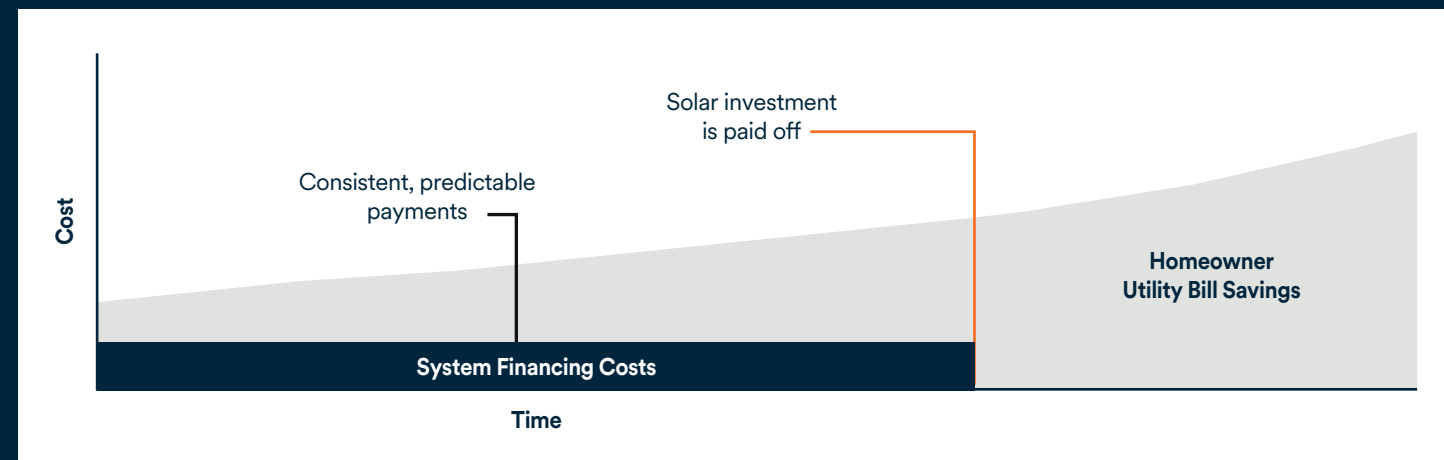 Solar investment
is paid off
Consistent, predictable
payments
Cost
Homeowner
Utility Bill Savings
System Financing Costs
Time